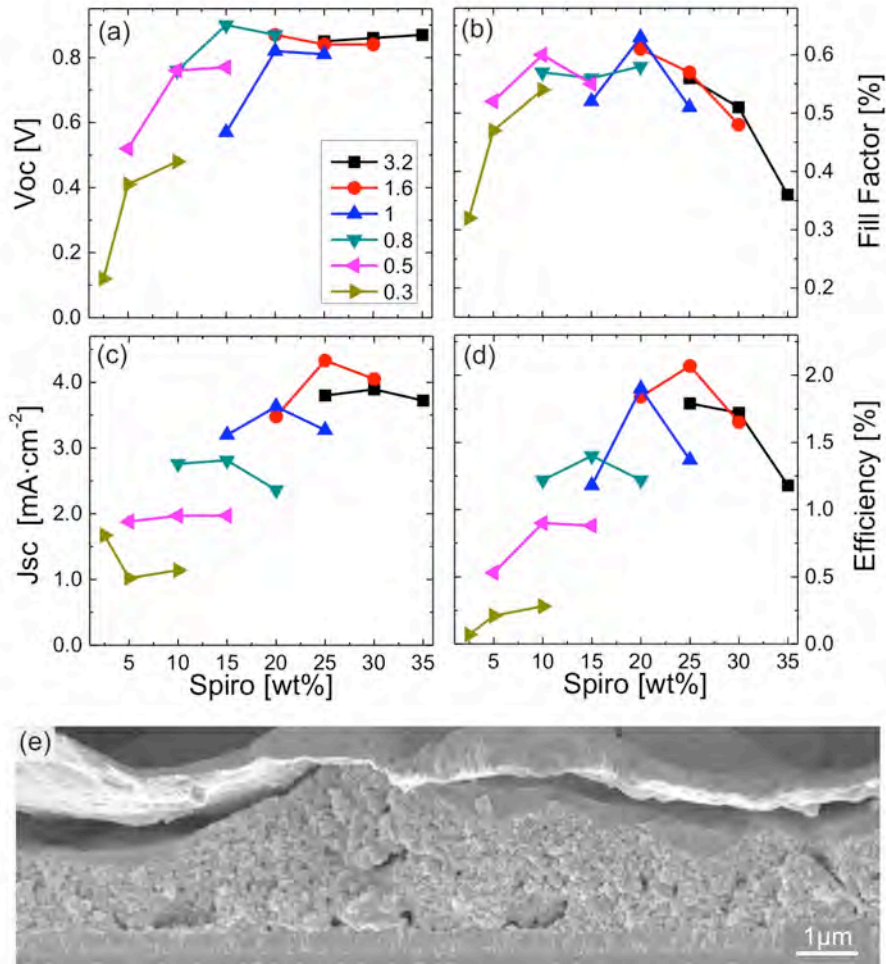 (a)
0.8
0.6
0.4
0.2
0.0
Voc [V]
3.2
1.6
1
0.8
0.5
0.3
(b)
0.6
0.5
0.4
0.3
0.2
Fill Factor [%]
(c)
4.0
3.0
2.0
1.0
0.0
Jsc [mA·cm⁻²]
5 10 15 20 25 30 35
Spiro [wt%]
(d)
2.0
1.5
1.0
0.5
0.0
Efficiency [%]
5 10 15 20 25 30 35
Spiro [wt%]
(e)
1µm